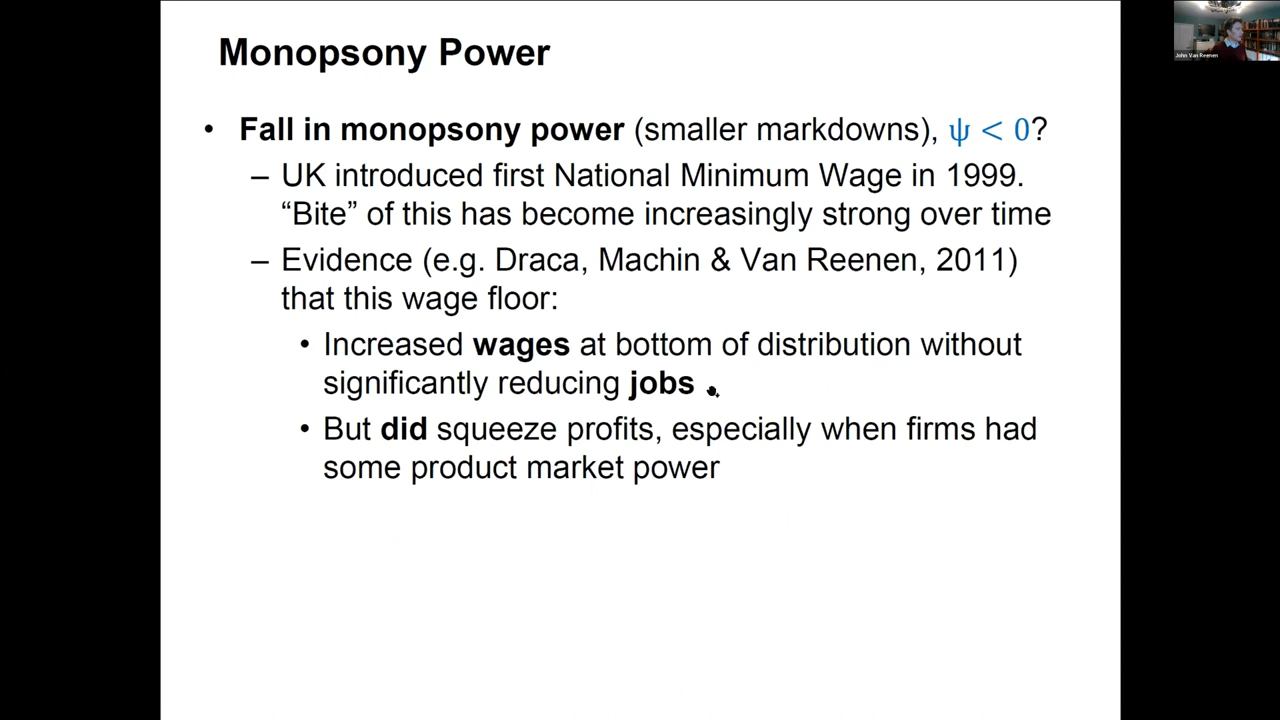 Monopsony Power
John Van Reenen
• Fall in monopsony power (smaller markdowns), ψ < 0?
– UK introduced first National Minimum Wage in 1999.
“Bite” of this has become increasingly strong over time
– Evidence (e.g. Draca, Machin & Van Reenen, 2011)
that this wage floor:
• Increased wages at bottom of distribution without
significantly reducing jobs
• But did squeeze profits, especially when firms had
some product market power